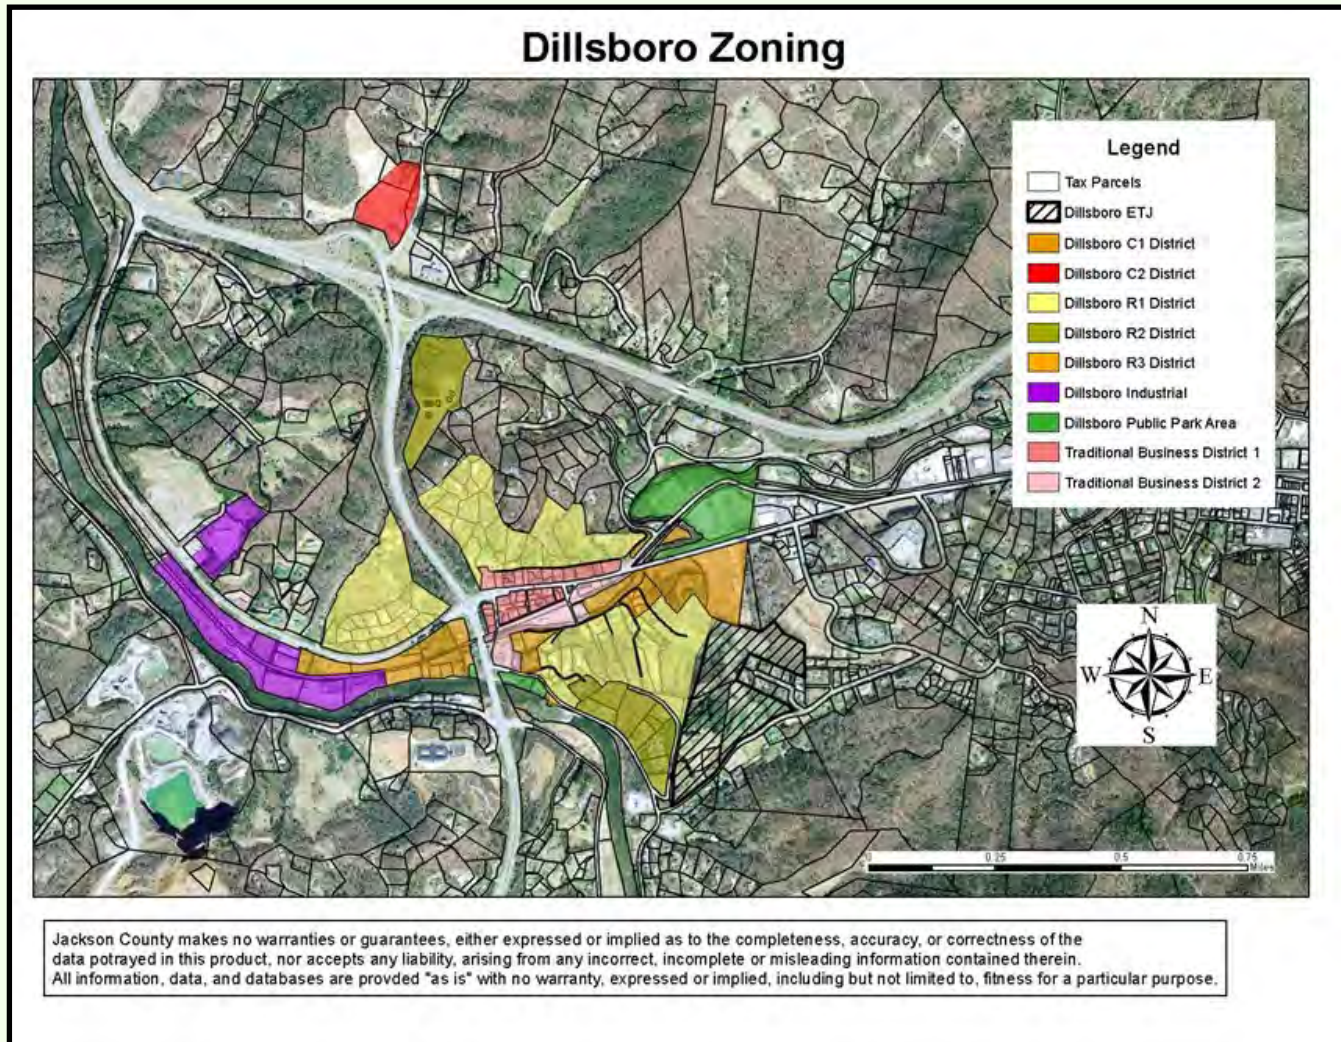 Dillsboro Zoning
Legend
Tax Parcels
Dillsboro ETJ
Dillsboro C1 District
Dillsboro C2 District
Dillsboro R1 District
Dillsboro R2 District
Dillsboro R3 District
Dillsboro Industrial
Dillsboro Public Park Area
Traditional Business District 1
Traditional Business District 2
N
W E
S
0 0.25 0.5 0.75
Miles
Jackson County makes no warranties or guarantees, either expressed or implied as to the completeness, accuracy, or correctness of the
data potrayed in this product, nor accepts any liability, arising from any incorrect, incomplete or misleading information contained therein.
All information, data, and databases are provded "as is" with no warranty, expressed or implied, including but not limited to, fitness for a particular purpose.